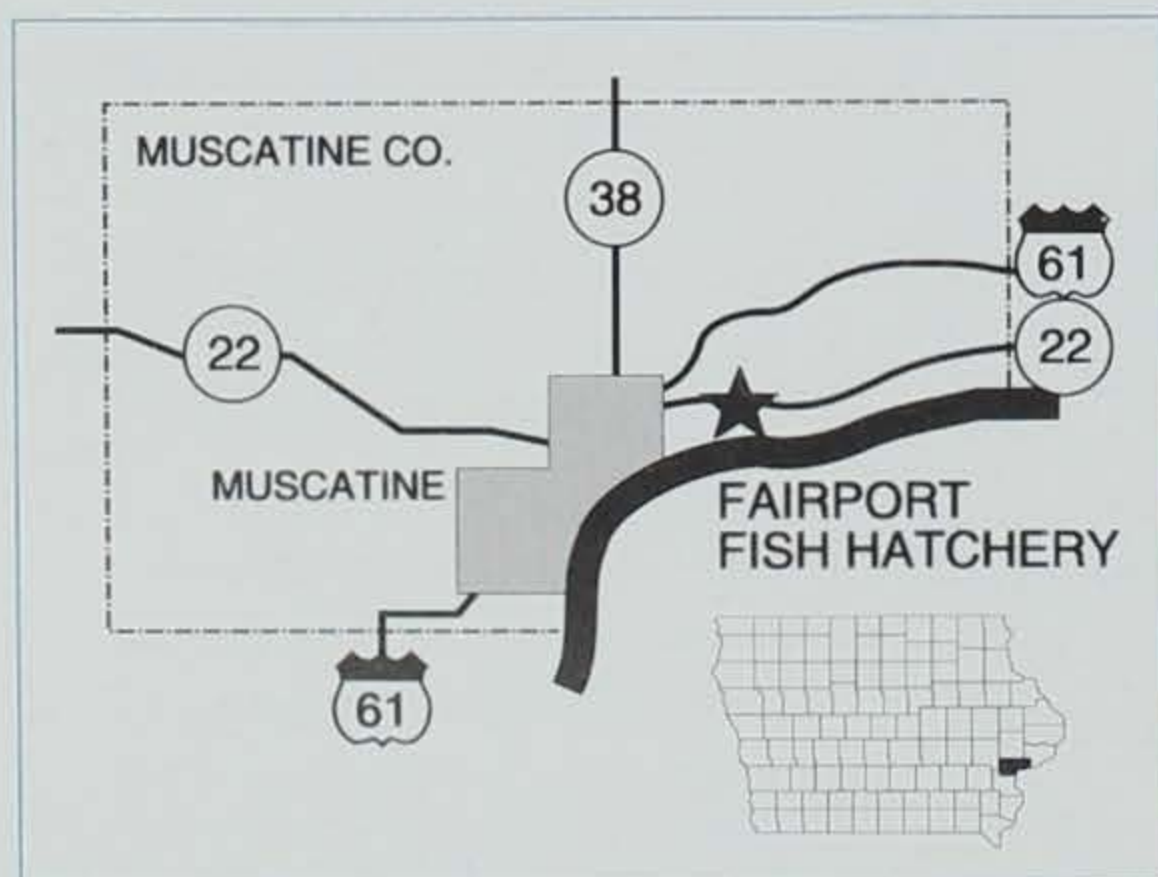 MUSCATINE CO.
38
61
22
22
MUSCATINE
FAIRPORT
FISH HATCHERY
61